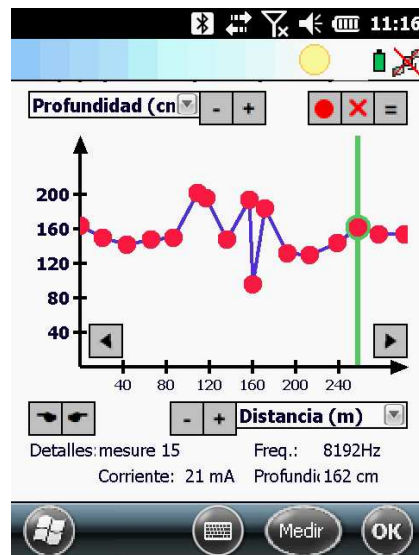 11:16
Profundidad (cn
- +
=
200
160
120
80
40
40 80 120 160 200 240
- + Distancia (m)
Detalles: mesure 15 Freq.: 8192Hz
Corriente: 21 mA Profundic 162 cm
Medir OK